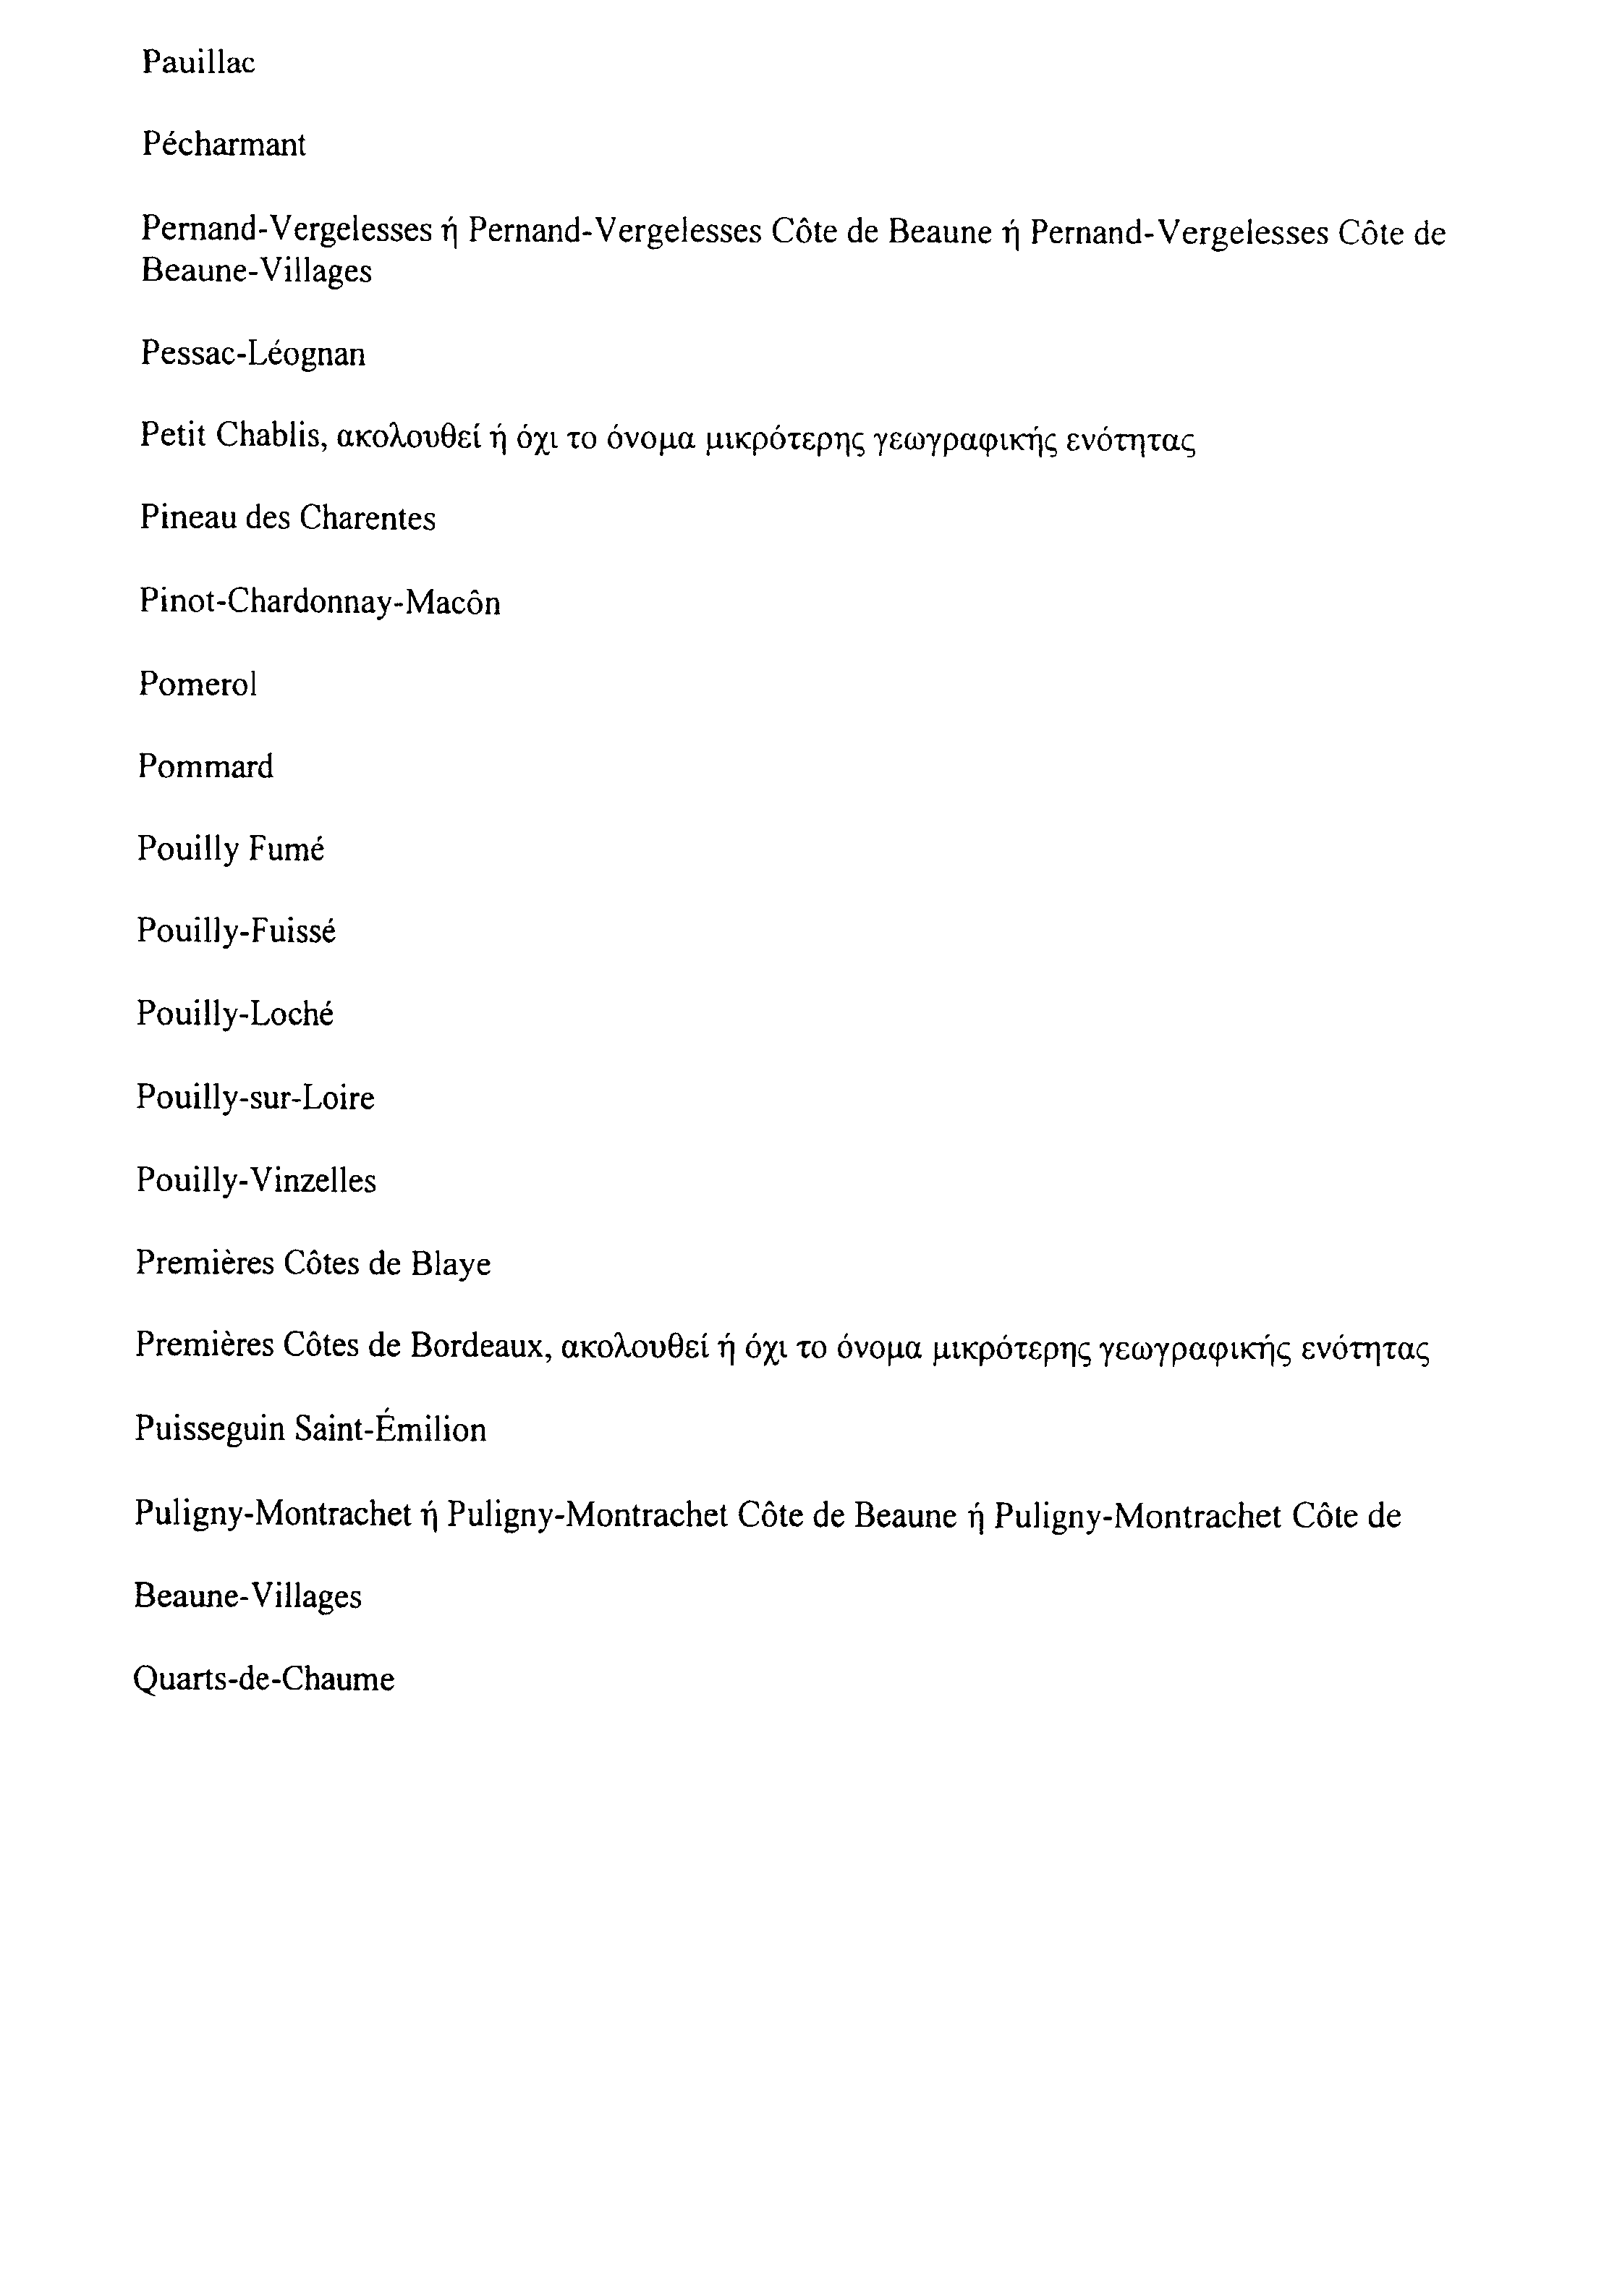 Pauillac
Pécharmant
Pernand-Vergelesses ή Pernand-Vergelesses Côte de Beaune ή Pernand-Vergelesses Côte de
Beaune-Villages
Pessac-Léognan
Petit Chablis, ακολουθεί ή όχι το όνομα μικρότερης γεωγραφικής ενότητας
Pineau des Charentes
Pinot-Chardonnay-Macôn
Pomerol
Pommard
Pouilly Fumé
Pouilly-Fuissé
Pouilly-Loché
Pouilly-sur-Loire
Pouilly-Vinzelles
Premières Côtes de Blaye
Premières Côtes de Bordeaux, ακολουθεί ή όχι το όνομα μικρότερης γεωγραφικής ενότητας
Puisseguin Saint-Émilion
Puligny-Montrachet ή Puligny-Montrachet Côte de Beaune ή Puligny-Montrachet Côte de
Beaune-Villages
Quarts-de-Chaume